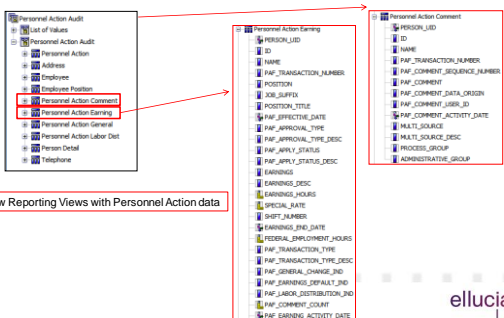 Personnel Action Audit
List of Values
Personnel Action Audit
Personnel Action
Address
Employee
Employee Position
Personnel Action Comment
Personnel Action Earning
Personnel Action General
Personnel Action Labor Dist
Person Detail
Telephone
w Reporting Views with Personnel Action data
Personnel Action Earning
PERSON_UID
ID
NAME
PAF_TRANSACTION_NUMBER
POSITION
JOB_SUFFIX
POSITION_TITLE
PAF_EFFECTIVE_DATE
PAF_APPROVAL_TYPE
PAF_APPROVAL_TYPE_DESC
PAF_APPLY_STATUS
PAF_APPLY_STATUS_DESC
EARNINGS
EARNINGS_DESC
EARNINGS_HOURS
SPECIAL_RATE
SHIFT_NUMBER
EARNINGS_END_DATE
FEDERAL_EMPLOYMENT_HOURS
PAF_TRANSACTION_TYPE
PAF_TRANSACTION_TYPE_DESC
PAF_GENERAL_CHANGE_IND
PAF_EARNINGS_DEFAULT_IND
PAF_LABOR_DISTRIBUTION_IND
PAF_COMMENT_COUNT
PAF_EARNING_ACTIVITY_DATE
Personnel Action Comment
PERSON_UID
ID
NAME
PAF_TRANSACTION_NUMBER
PAF_COMMENT_SEQUENCE_NUMBER
PAF_COMMENT
PAF_COMMENT_DATA_ORIGIN
PAF_COMMENT_USER_ID
PAF_COMMENT_ACTIVITY_DATE
MULTI_SOURCE
MULTI_SOURCE_DESC
PROCESS_GROUP
ADMINISTRATIVE_GROUP
ellucia